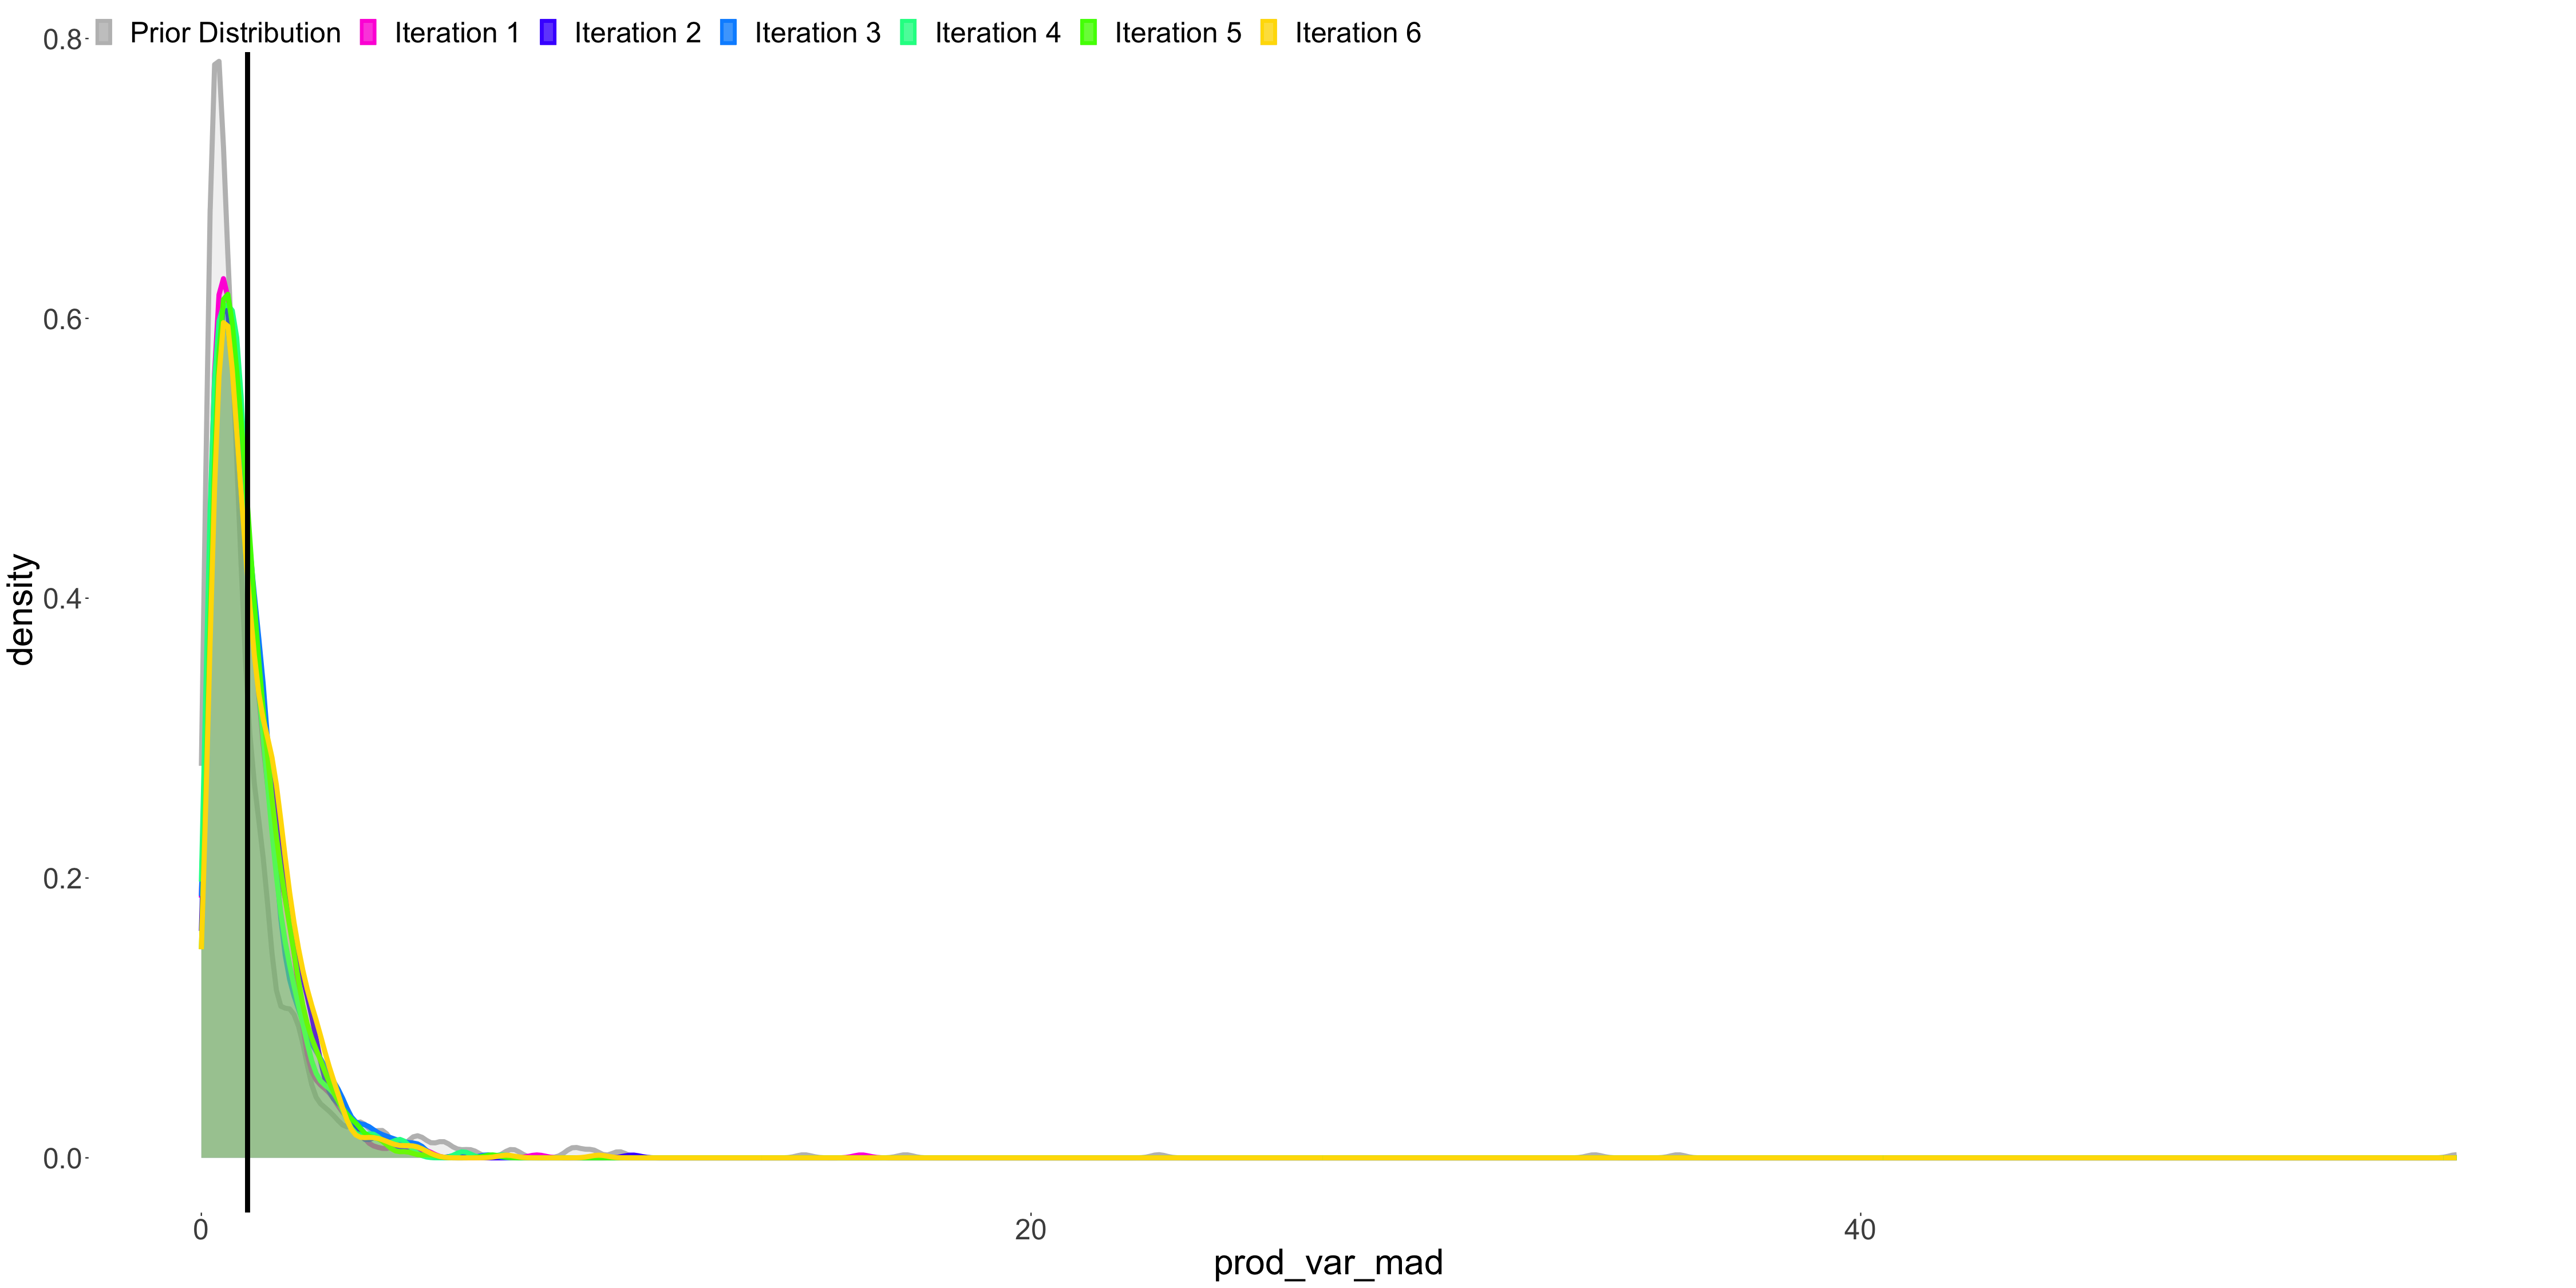 Prior Distribution Iteration 1 Iteration 2 Iteration 3 Iteration 4 Iteration 5 Iteration 6
0.8
0.6
0.4
0.2
0.0
density
0 20 40
prod_var_mad